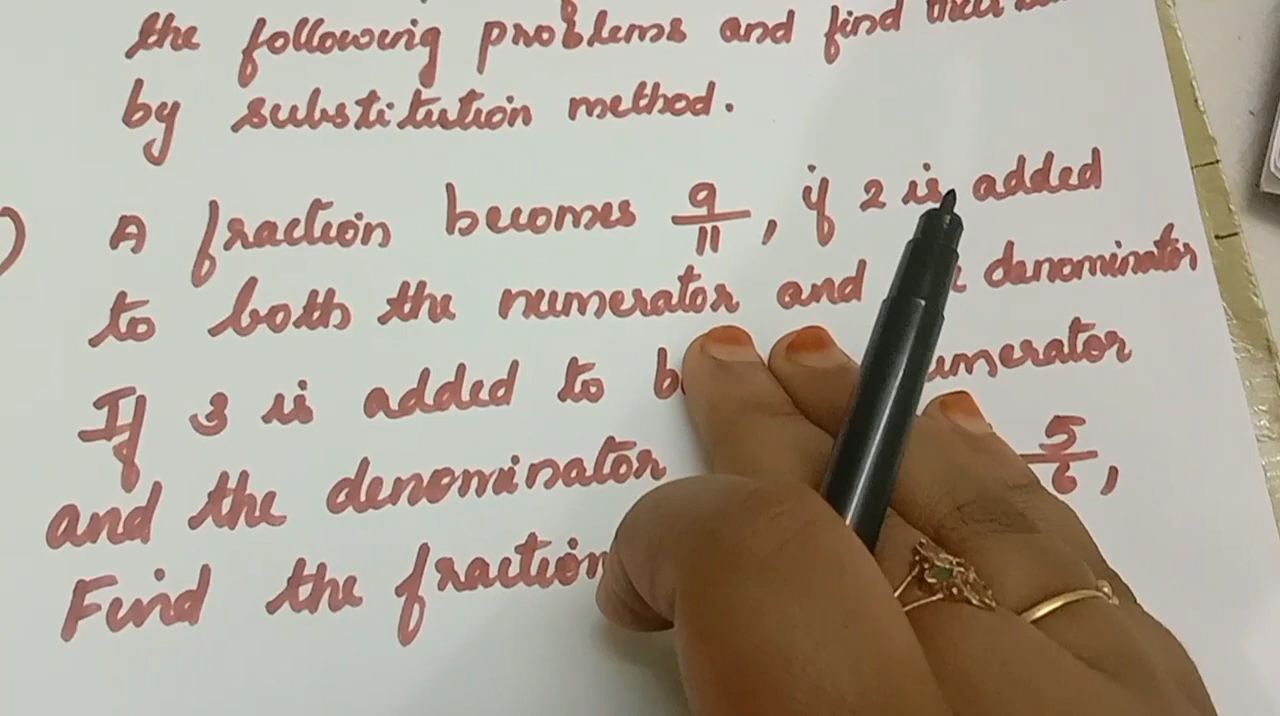 the following problems and find
by substitution method.
) A fraction becomes 9/11, if 2 is added
to both the numerator and denominator
If 3 is added to
and the denominator 5/6,
Find the fraction